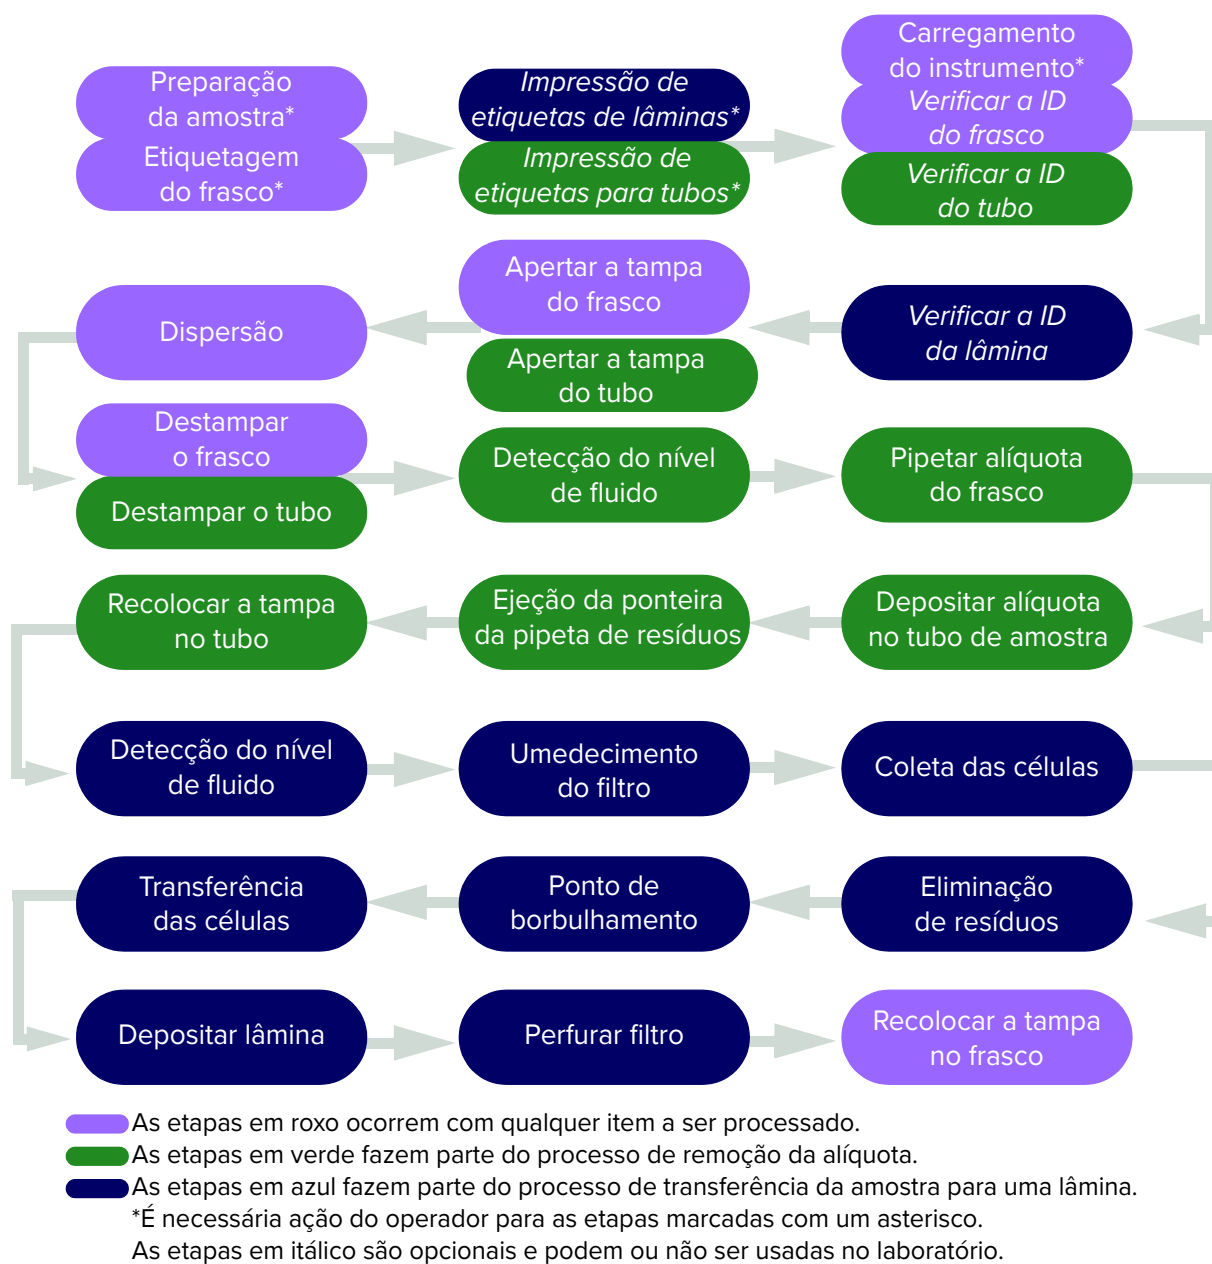 Preparação
da amostra*
Etiquetagem
do frasco*
Impressão de
etiquetas de lâminas*
Impressão de
etiquetas para tubos*
Carregamento
do instrumento*
Verificar a ID
do frasco
Verificar a ID
do tubo
Verificar a ID
da lâmina
Apertar a tampa
do frasco
Apertar a tampa
do tubo
Dispersão
Destampar
o frasco
Destampar o tubo
Detecção do nível
de fluido
Pipetar alíquota
do frasco
Depositar alíquota
no tubo de amostra
Ejeção da ponteira
da pipeta de resíduos
Recolocar a tampa
no tubo
Detecção do nível
de fluido
Umedecimento
do filtro
Coleta das células
Eliminação
de resíduos
Ponto de
borbulhamento
Transferência
das células
Depositar lâmina
Perfurar filtro
Recolocar a tampa
no frasco
As etapas em roxo ocorrem com qualquer item a ser processado.
As etapas em verde fazem parte do processo de remoção da alíquota.
As etapas em azul fazem parte do processo de transferência da amostra para uma lâmina.
*É necessária ação do operador para as etapas marcadas com um asterisco.
As etapas em itálico são opcionais e podem ou não ser usadas no laboratório.